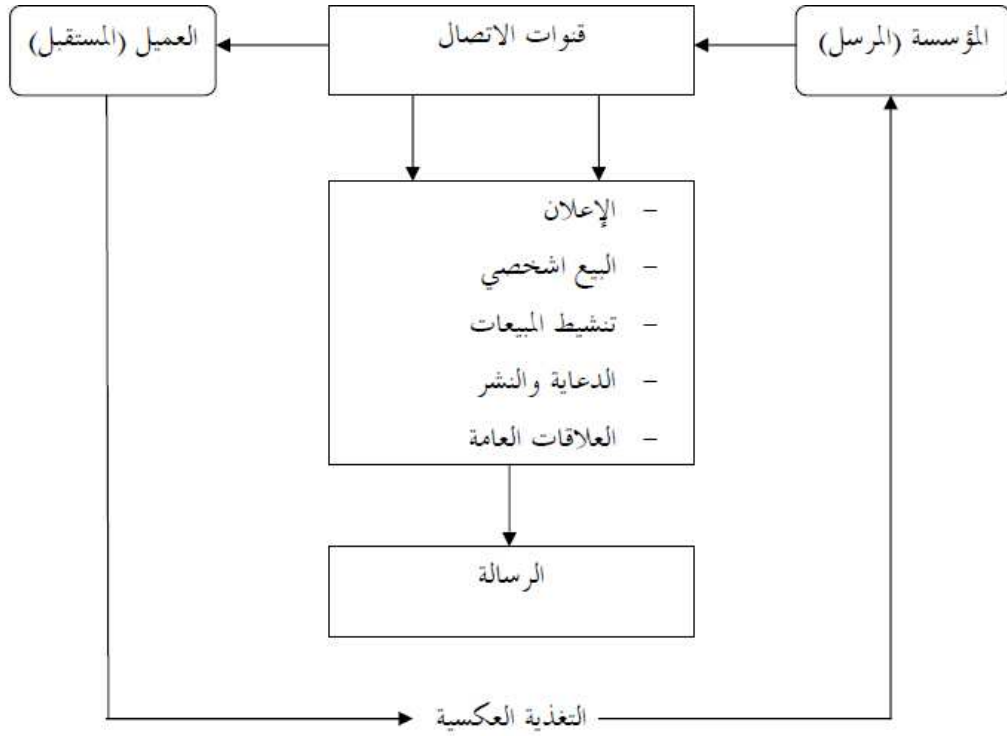 المؤسسة (المرسل)
قنوات الاتصال
العميل (المستقبل)
- الإعلان
- البيع اشخصي
- تنشيط المبيعات
- الدعاية والنشر
- العلاقات العامة
الرسالة
التغذية العكسية